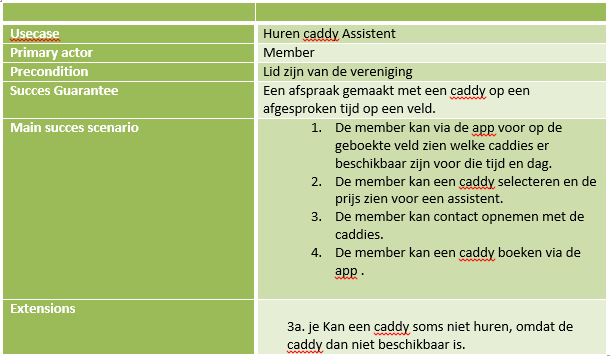 Usecase
Huren caddy Assistent
Primary actor
Member
Precondition
Lid zijn van de vereniging
Succes Guarantee
Een afspraak gemaakt met een caddy op een
afgesproken tijd op een veld.
Main succes scenario
1. De member kan via de app voor op de
geboekte veld zien welke caddies er
beschikbaar zijn voor die tijd en dag.
2. De member kan een caddy selecteren en de
prijs zien voor een assistent.
3. De member kan contact opnemen met de
caddies.
4. De member kan een caddy boeken via de
app .
Extensions
3a. je Kan een caddy soms niet huren, omdat de
caddy dan niet beschikbaar is.